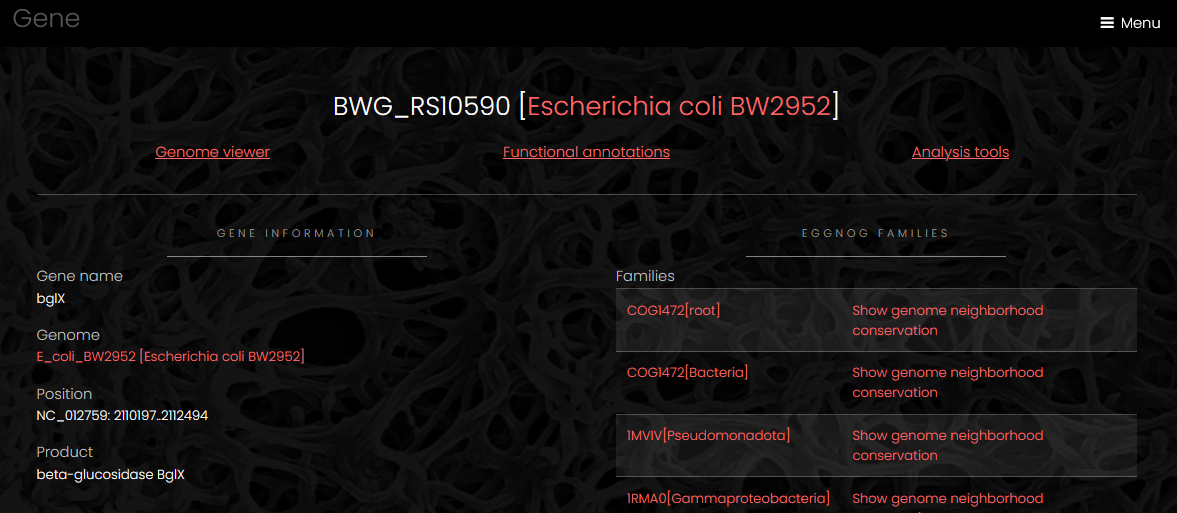 Gene
Menu
BWG_RS10590 [Escherichia coli BW2952]
Genome viewer
Functional annotations
Analysis tools
GENE INFORMATION
Gene name
bglX
Genome
E_coli_BW2952 [Escherichia coli BW2952]
Position
NC_012759: 2110197..2112494
Product
beta-glucosidase BglX
EGGNOG FAMILIES
Families
COG1472[root]
Show genome neighborhood
conservation
COG1472[Bacteria]
Show genome neighborhood
conservation
1MVIV[Pseudomonadota]
Show genome neighborhood
conservation
1RMA0[Gammaproteobacteria]
Show genome neighborhood